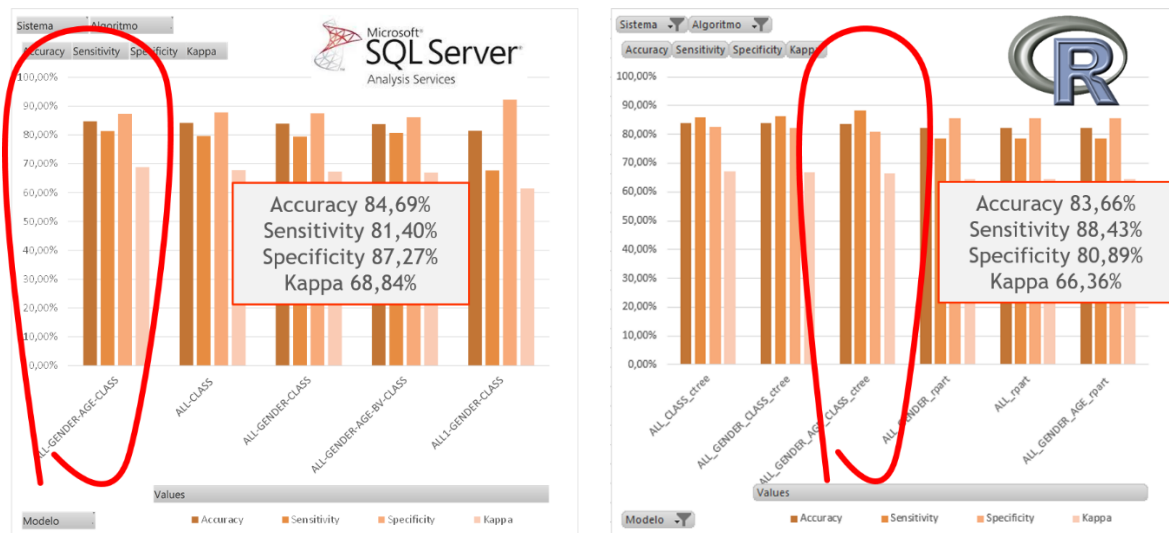 Sistema Algoritmo
Accuracy Sensitivity Specificity Kappa
Microsoft®
SQL Server®
Analysis Services
100,00%
90,00%
80,00%
70,00%
60,00%
50,00%
40,00%
30,00%
20,00%
10,00%
0,00%
Accuracy 84,69%
Sensitivity 81,40%
Specificity 87,27%
Kappa 68,84%
ALL-GENDER-AGE-CLASS
ALL-CLASS
ALL-GENDER-CLASS
ALL-GENDER-AGE-BV-CLASS
ALL1-GENDER-CLASS
Values
Modelo
Accuracy Sensitivity Specificity Kappa
Sistema Algoritmo
Accuracy Sensitivity Specificity Kappa
R
100,00%
90,00%
80,00%
70,00%
60,00%
50,00%
40,00%
30,00%
20,00%
10,00%
0,00%
Accuracy 83,66%
Sensitivity 88,43%
Specificity 80,89%
Kappa 66,36%
ALL_CLASS_ctree
ALL_GENDER_CLASS_ctree
ALL_GENDER_AGE_CLASS_ctree
ALL_GENDER_rpart
ALL_rpart
ALL_GENDER_AGE_rpart
Values
Modelo
Accuracy Sensitivity Specificity Kappa